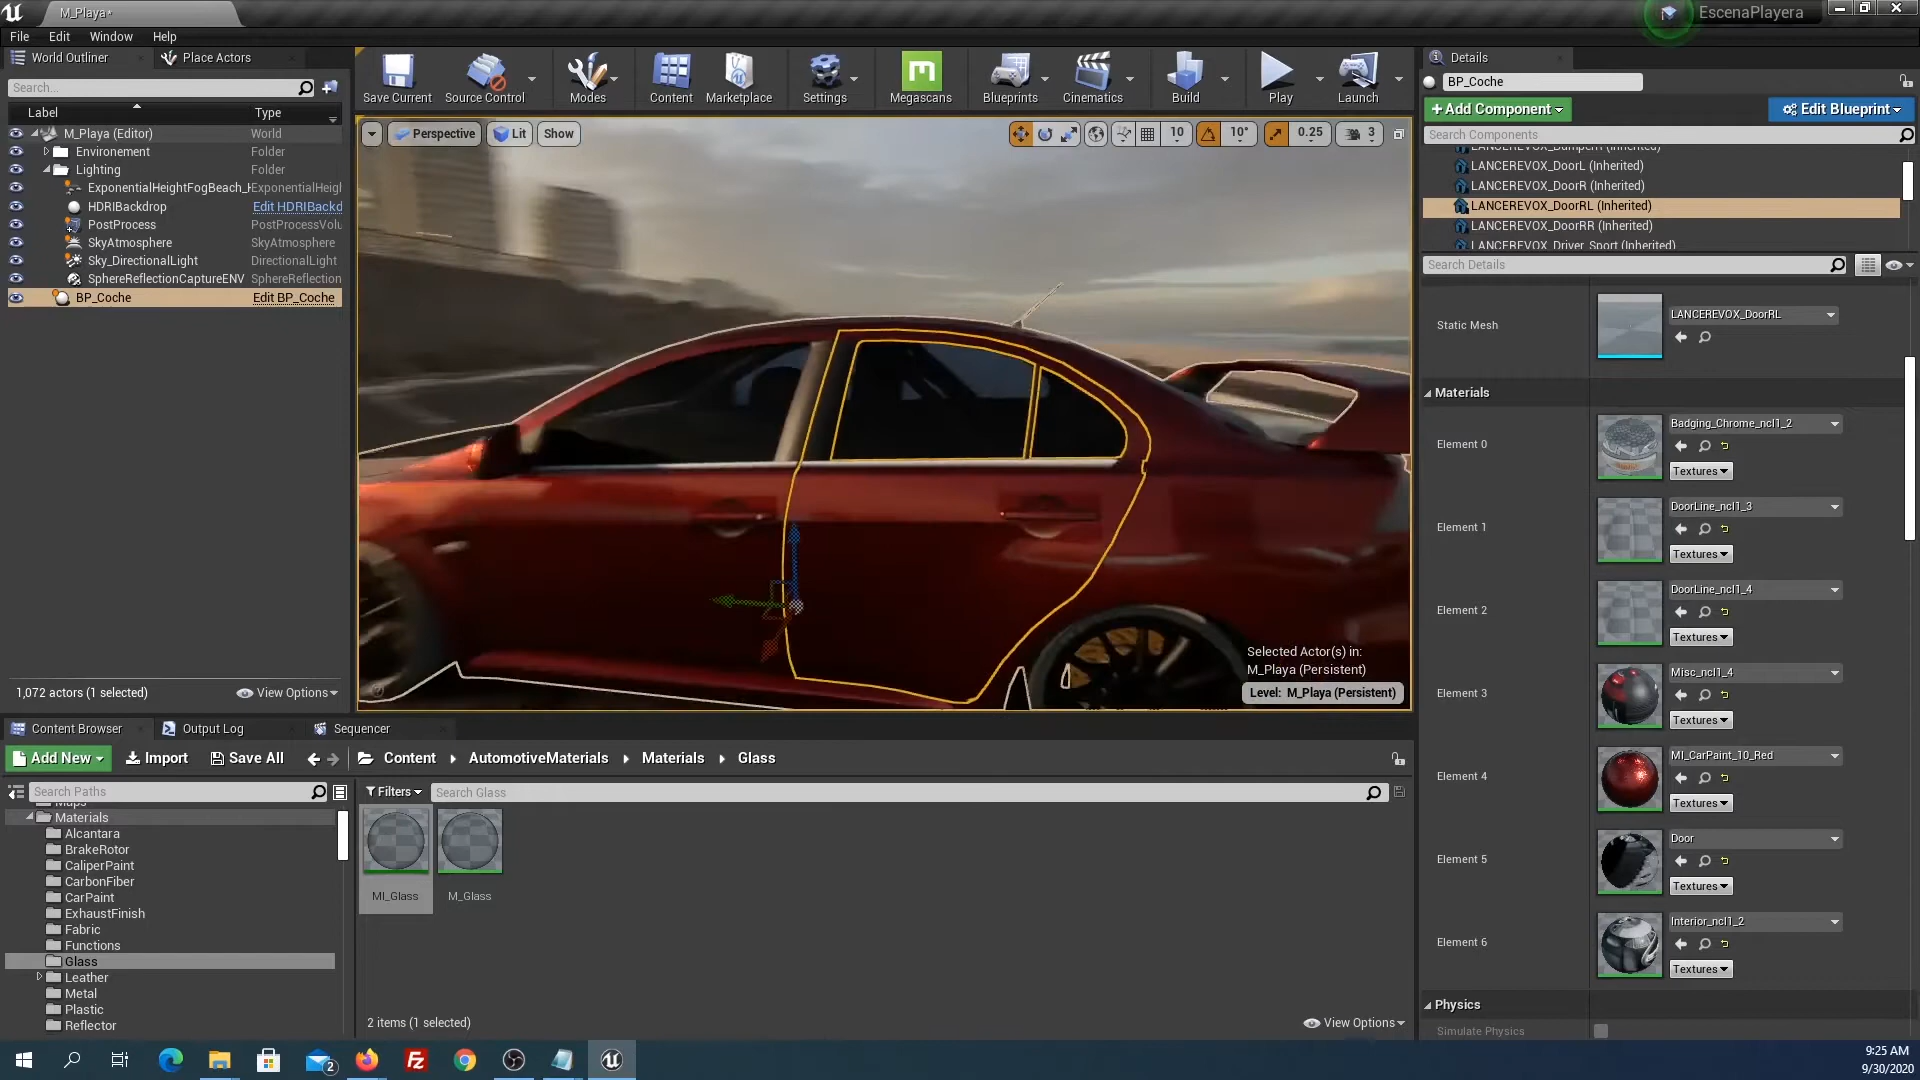 M_Playa*
EscenaPlayera
File Edit Window Help
World Outliner
Place Actors
Search...
Label Type
M_Playa (Editor) World
Environement Folder
Lighting Folder
ExponentialHeightFogBeach_H ExponentialHeigh
HDRIBackdrop Edit HDRIBackd
PostProcess PostProcessVolu
SkyAtmosphere SkyAtmosphere
Sky_DirectionalLight DirectionalLight
SphereReflectionCaptureENV SphereReflection
BP_Coche Edit BP_Coche
1,072 actors (1 selected)
View Options
Save Current
Source Control
Modes
Content
Marketplace
Settings
Megascans
Blueprints
Cinematics
Build
Play
Launch
Perspective
Lit
Show
10
10°
0.25
3
Selected Actor(s) in:
M_Playa (Persistent)
Level: M_Playa (Persistent)
Details
BP_Coche
+Add Component
Edit Blueprint
Search Components
LANCEREVOX_DoorL (Inherited)
LANCEREVOX_DoorR (Inherited)
LANCEREVOX_DoorRL (Inherited)
LANCEREVOX_DoorRR (Inherited)
LANCEREVOX_Driver_Sport (Inherited)
Search Details
Static Mesh
LANCEREVOX_DoorRL
Materials
Element 0
Badging_Chrome_ncl1_2
Textures
Element 1
DoorLine_ncl1_3
Textures
Element 2
DoorLine_ncl1_4
Textures
Element 3
Misc_ncl1_4
Textures
Element 4
MI_CarPaint_10_Red
Textures
Element 5
Door
Textures
Element 6
Interior_ncl1_2
Textures
Physics
Simulate Physics
Content Browser
Output Log
Sequencer
Add New
Import
Save All
Content
AutomotiveMaterials
Materials
Glass
Search Paths
Filters
Search Glass
Maps
Materials
Alcantara
BrakeRotor
CaliperPaint
CarbonFiber
CarPaint
ExhaustFinish
Fabric
Functions
Glass
Leather
Metal
Plastic
Reflector
MI_Glass
M_Glass
2 items (1 selected)
View Options
2
9:25 AM
9/30/2020